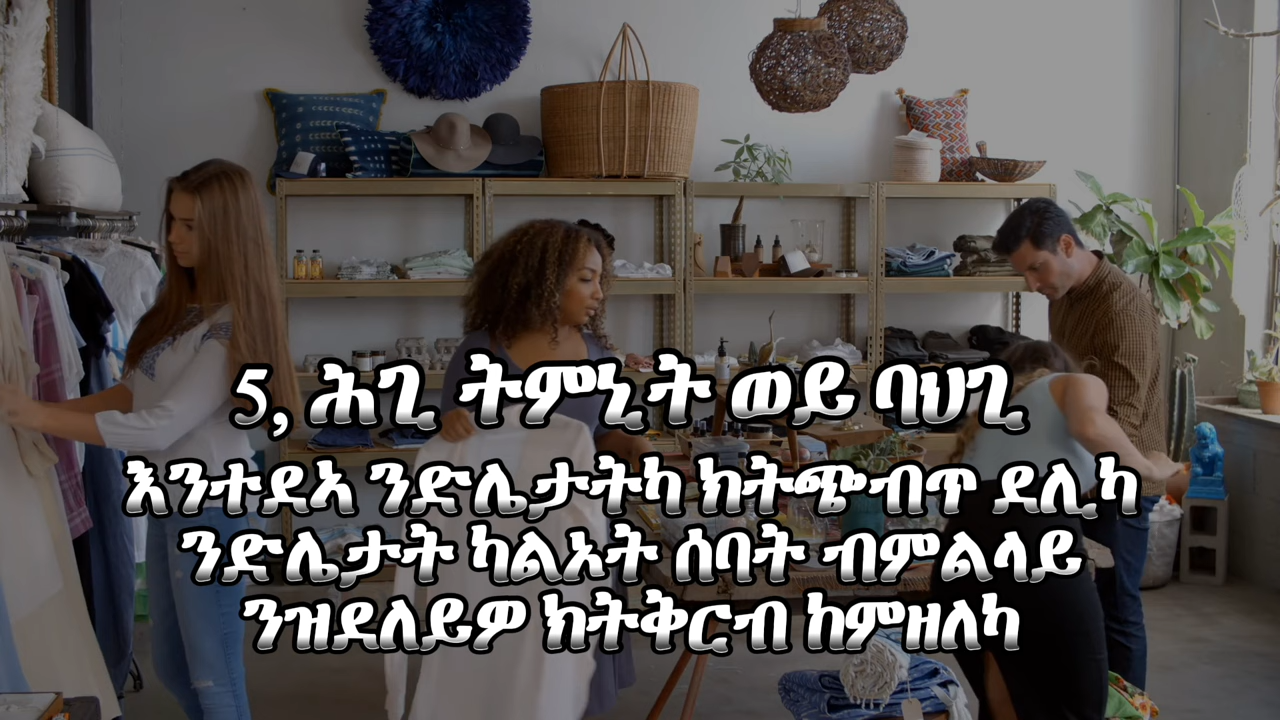 5, ሕጊ ትምኒት ወይ ባህጊ
እንተደኣ ንድሌታትካ ክትጭብጥ ደሊካ
ንድሌታት ካልኦት ሰባት ብምልላይ
ንዝደለይዎ ክትቅርብ ከምዘለካ